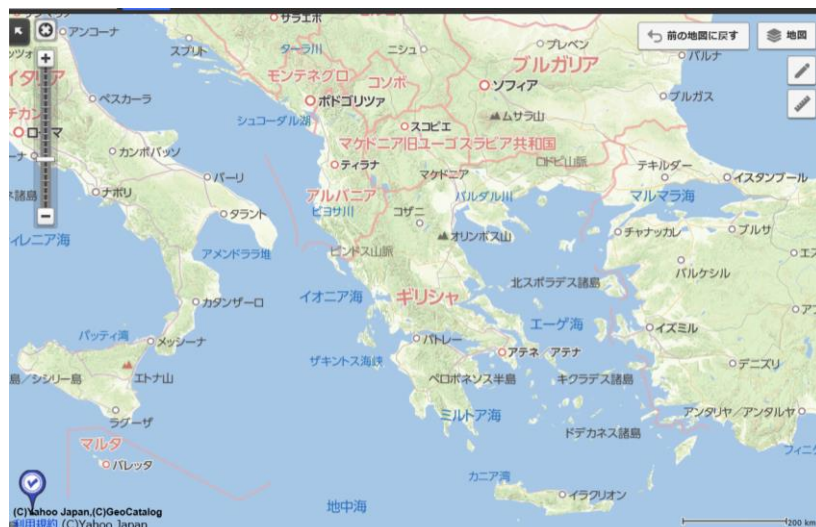 サラエボ
アンコーナ
スプリト
ターラ川
ニシュ
プレベン
前の地図に戻す
地図
イタリア
モンテネグロ
コソボ
ブルガリア
バルナ
ペスカーラ
ポドゴリツァ
ソフィア
ブルガス
シュコーダル湖
スコピエ
ムサラ山
マケドニア旧ユーゴスラビア共和国
カンポバッソ
ティラナ
マケドニア
ロドピ山脈
テキルダー
イスタンブール
ナポリ
バーリ
アルバニア
バルダル川
マルマラ海
タラント
ビヨサ川
コザニ
チャナッカレ
ブルサ
アメンドララ堆
ピンドス山脈
オリンポス山
バルケシル
北スポラデス諸島
カタンザーロ
イオニア海
ギリシャ
エーゲ海
イズミル
パッティ湾
メッシーナ
パトレー
アテネ
アテナ
ザキントス海峡
デニズリ
島／シシリー島
エトナ山
ペロポネソス半島
キクラデス諸島
ラグーザ
ミルトア海
アンタリヤ／アンタルヤ
マルタ
ドデカネス諸島
バレッタ
カニア湾
イラクリオン
地中海
(C)Yahoo Japan,(C)GeoCatalog
利用規約 (C)Yahoo Japan
200 km